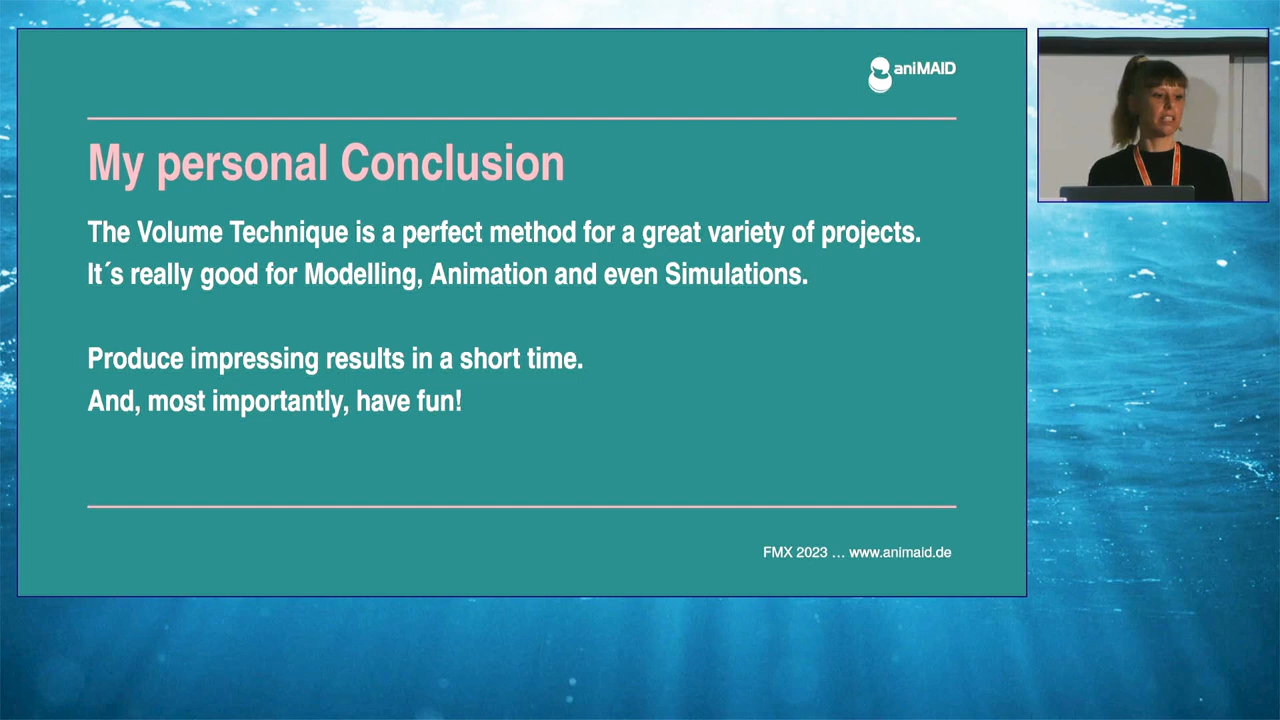 aniMAID
My personal Conclusion
The Volume Technique is a perfect method for a great variety of projects.
It´s really good for Modelling, Animation and even Simulations.
Produce impressing results in a short time.
And, most importantly, have fun!
FMX 2023 ... www.animaid.de